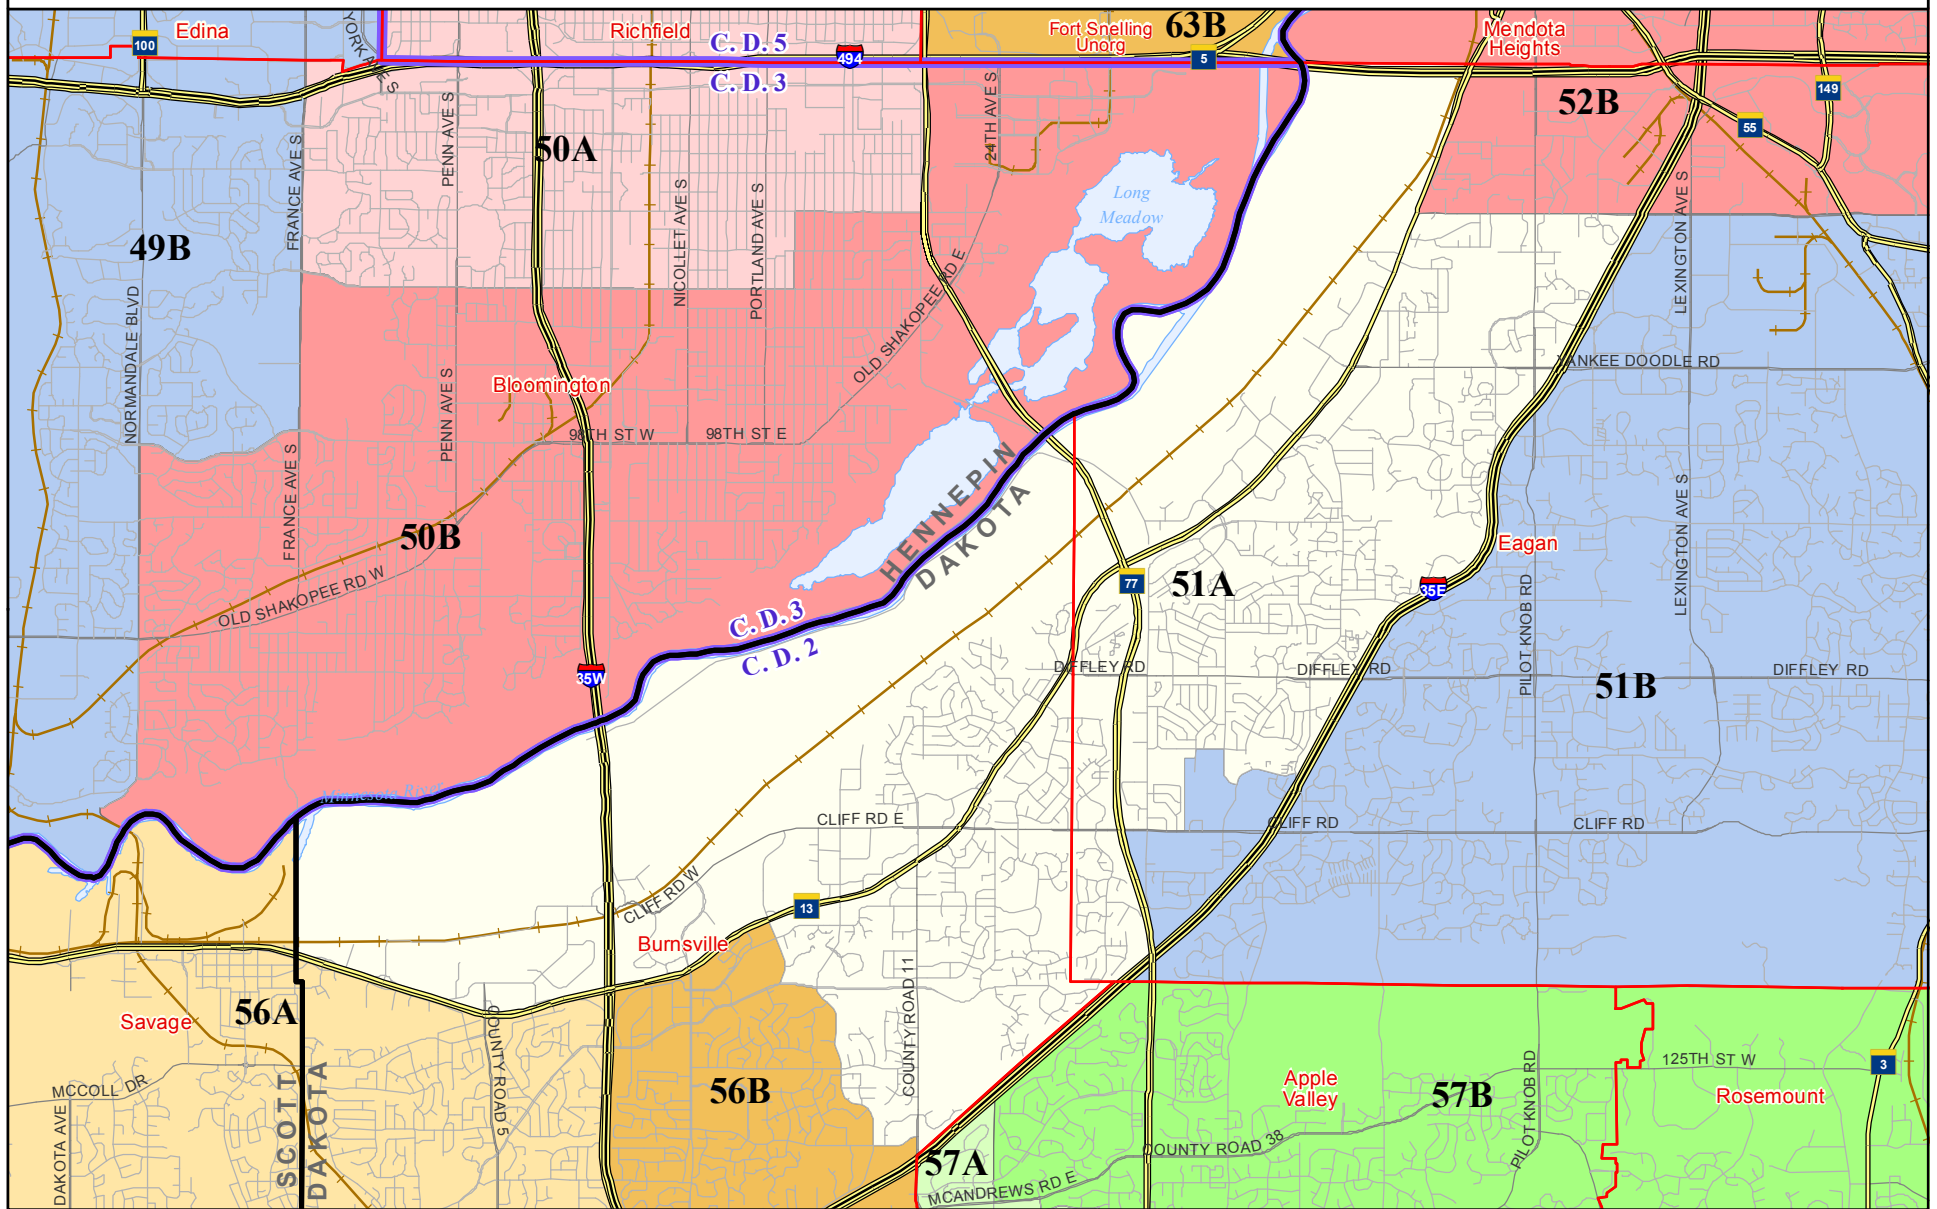 Edina
100
YORK AVE S
Richfield
C. D. 5
494
C. D. 3
Fort Snelling
Unorg
63B
5
Mendota
Heights
52B
149
55
24TH AVE S
50A
PENN AVE S
FRANCE AVE S
49B
NICOLLET AVE S
PORTLAND AVE S
Long
Meadow
LEXINGTON AVE S
OLD SHAKOPEE RD E
NORMANDALE BLVD
YANKEE DOODLE RD
Bloomington
PENN AVE S
98TH ST W
98TH ST E
FRANCE AVE S
50B
HENNEPIN
DAKOTA
Eagan
LEXINGTON AVE S
OLD SHAKOPEE RD W
77
51A
35E
PILOT KNOB RD
C. D. 3
C. D. 2
35W
DIFFLEY RD
DIFFLEY RD
51B
DIFFLEY RD
Minnesota River
CLIFF RD E
CLIFF RD
CLIFF RD
CLIFF RD W
13
Burnsville
56A
Savage
COUNTY ROAD 5
COUNTY ROAD 11
MCCOLL DR
DAKOTA AVE
SCOTT
DAKOTA
56B
Apple
Valley
57B
PILOT KNOB RD
125TH ST W
3
Rosemount
57A
COUNTY ROAD 38
MCANDREWS RD E